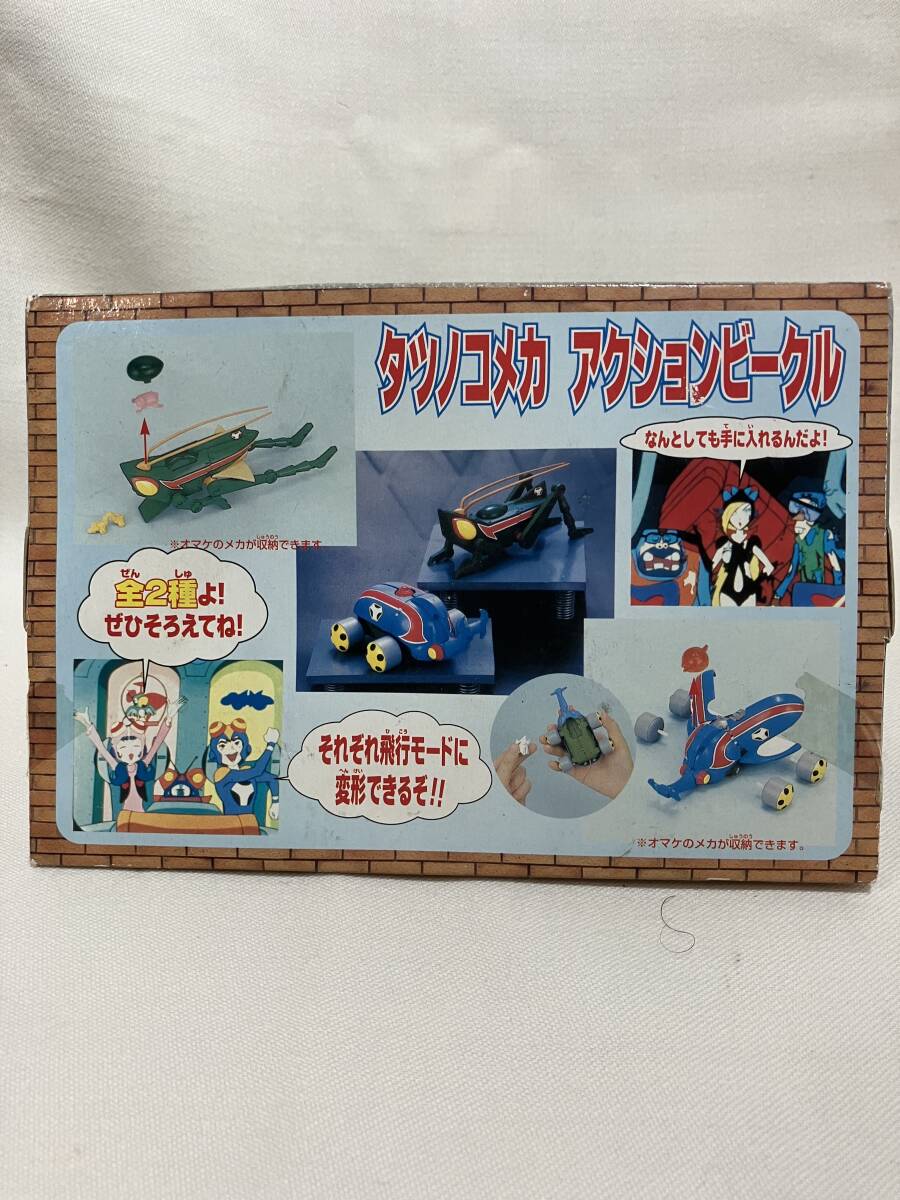 タツノコメカ アクションビークル
なんとしても手に入れるんだよ!
※オマケのメカが収納できます。
全2種よ!
ぜひそろえてね!
それぞれ飛行モードに
変形できるぞ!!
※オマケのメカが収納できます。